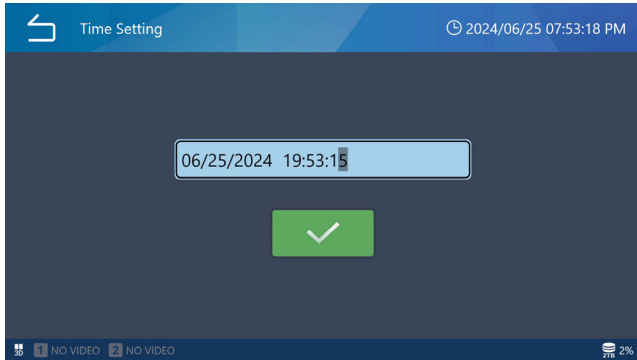 Time Setting 2024/06/25 07:53:18 PM
06/25/2024 19:53:15
3D 1 NO VIDEO 2 NO VIDEO 2TB 2%